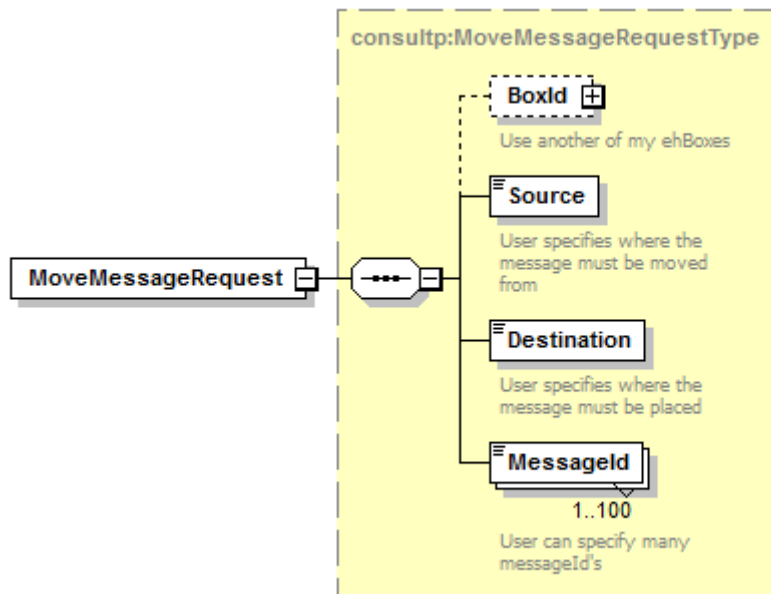 consultp:MoveMessageRequestType
BoxId
Use another of my ehBoxes
Source
User specifies where the
message must be moved
from
MoveMessageRequest
Destination
User specifies where the
message must be placed
MessageId
1..100
User can specify many
messageId's